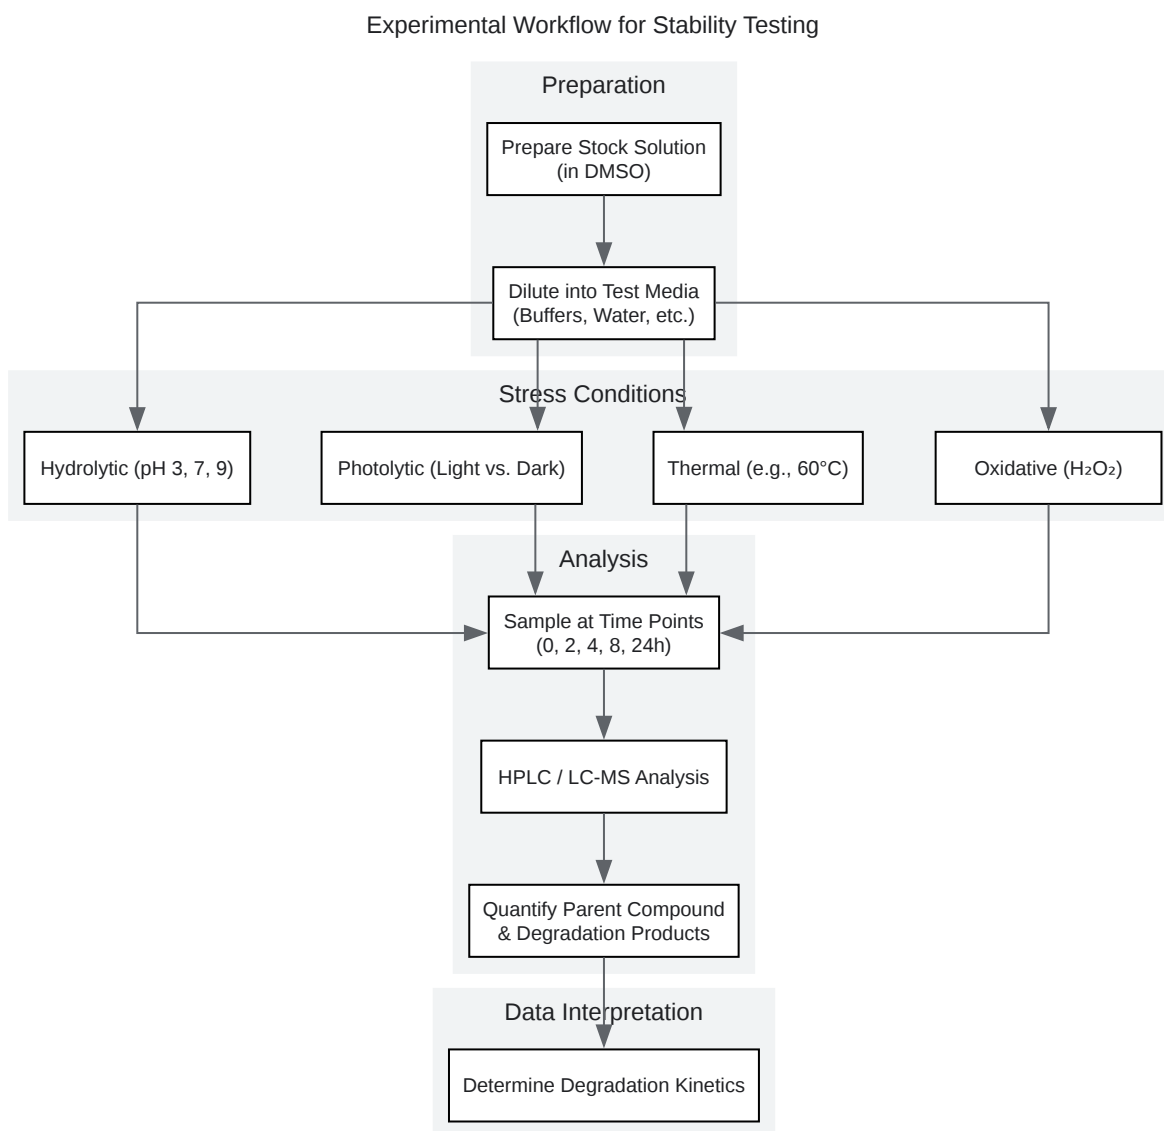 Experimental Workflow for Stability Testing
Preparation
Prepare Stock Solution
(in DMSO)
Dilute into Test Media
(Buffers, Water, etc.)
Stress Conditions
Hydrolytic (pH 3, 7, 9)
Photolytic (Light vs. Dark)
Thermal (e.g., 60°C)
Oxidative (H₂O₂)
Analysis
Sample at Time Points
(0, 2, 4, 8, 24h)
HPLC / LC-MS Analysis
Quantify Parent Compound
& Degradation Products
Data Interpretation
Determine Degradation Kinetics